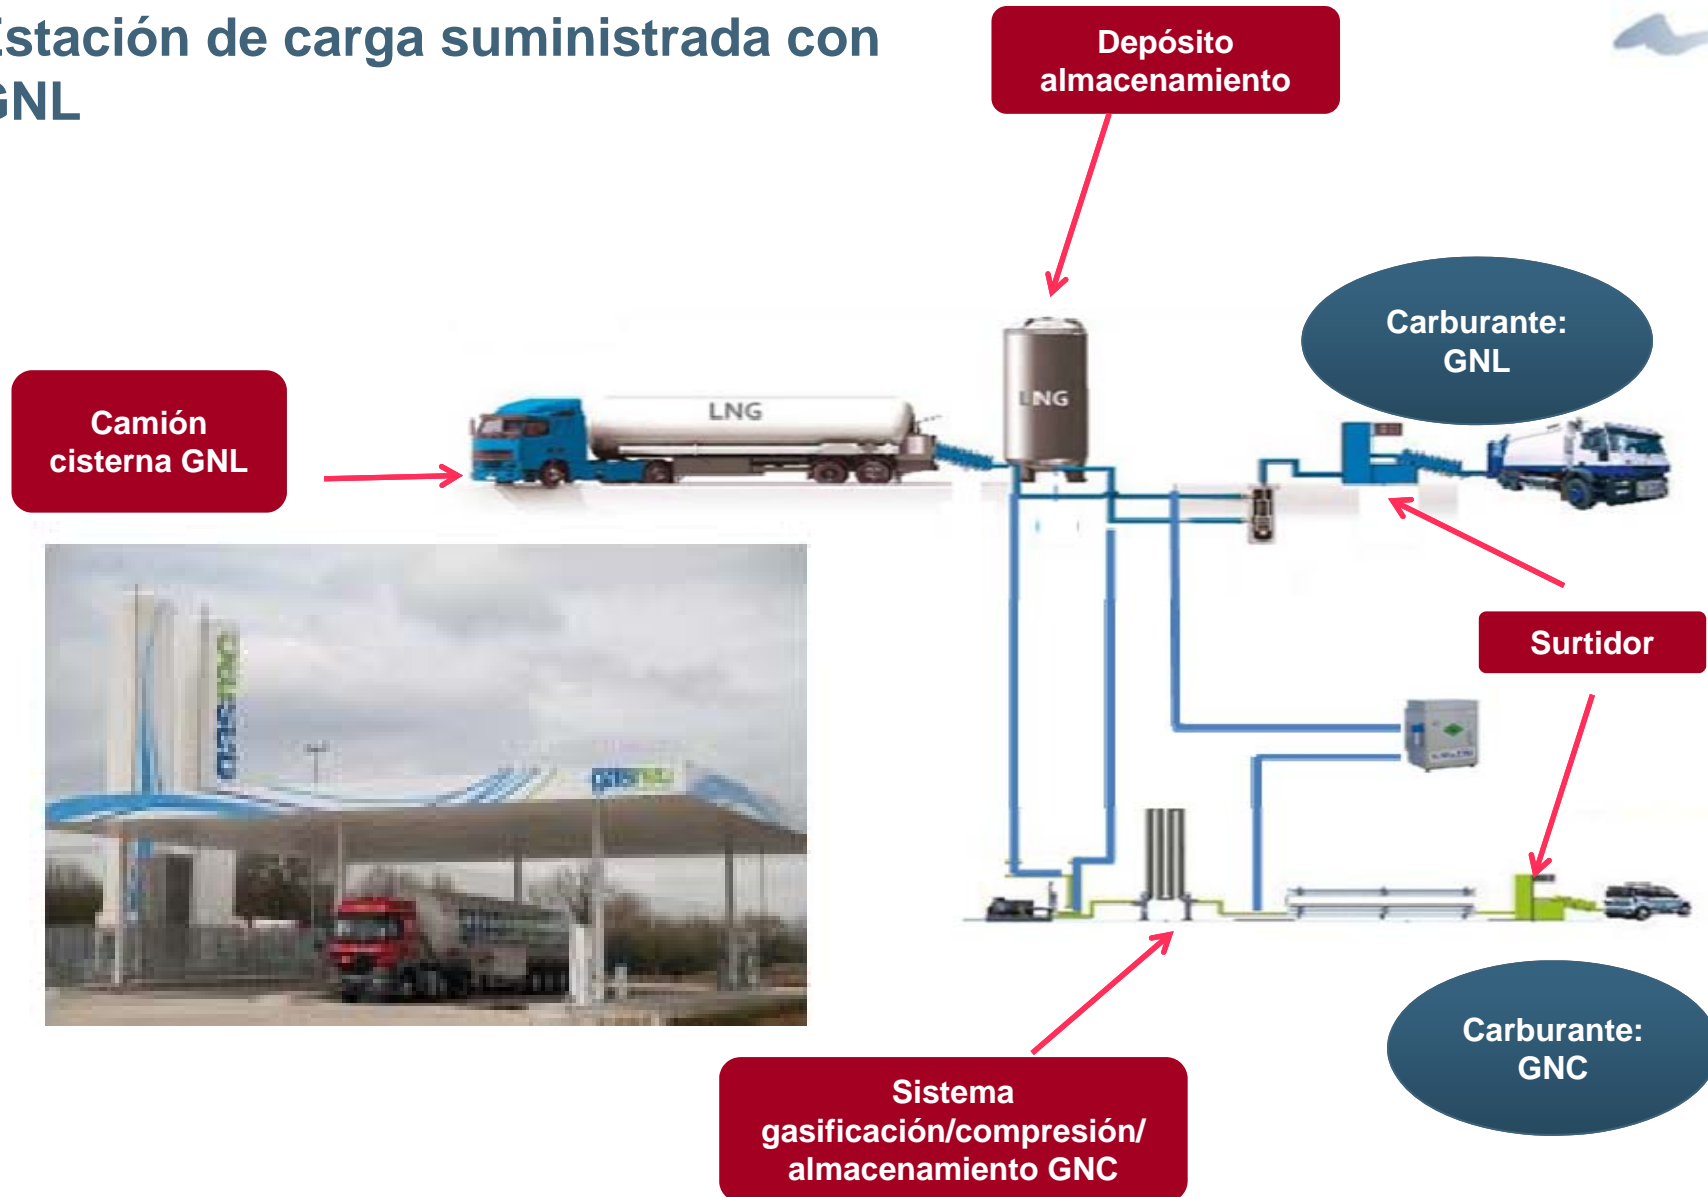 Estación de carga suministrada con
GNL
Depósito
almacenamiento
Carburante:
GNL
Camión
cisterna GNL
LNG
LNG
Surtidor
Carburante:
GNC
Sistema
gasificación/compresión/
almacenamiento GNC